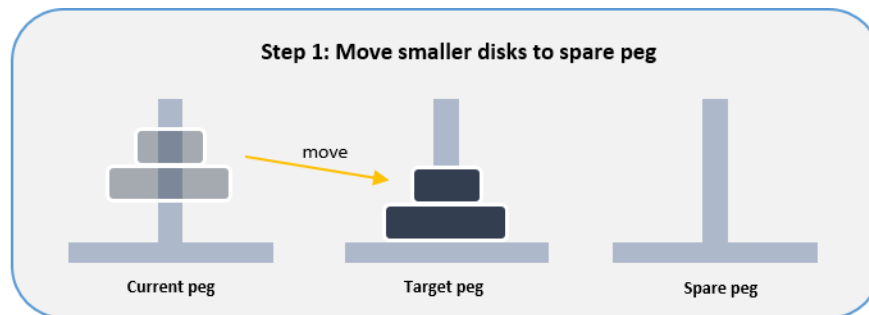 Step 1: Move smaller disks to spare peg
move
Current peg
Target peg
Spare peg